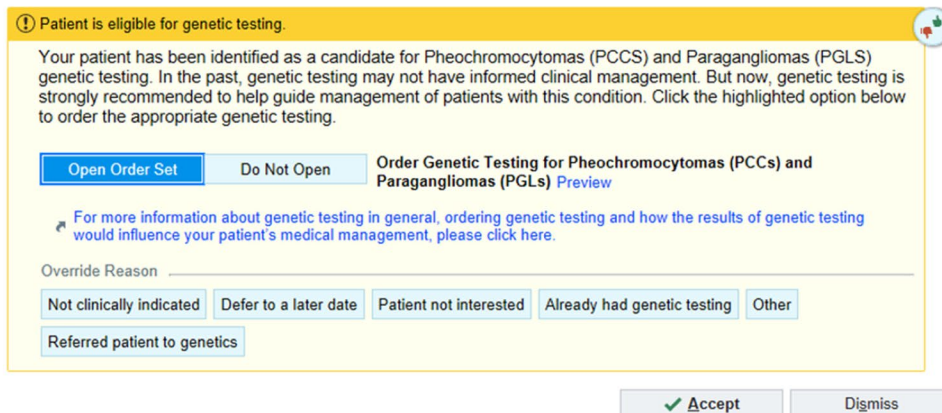 Patient is eligible for genetic testing.
Your patient has been identified as a candidate for Pheochromocytomas (PCCS) and Paragangliomas (PGLS)
genetic testing. In the past, genetic testing may not have informed clinical management. But now, genetic testing is
strongly recommended to help guide management of patients with this condition. Click the highlighted option below
to order the appropriate genetic testing.
Open Order Set Do Not Open Order Genetic Testing for Pheochromocytomas (PCCs) and
Paragangliomas (PGLs) Preview
For more information about genetic testing in general, ordering genetic testing and how the results of genetic testing
would influence your patient's medical management, please click here.
Override Reason
Not clinically indicated Defer to a later date Patient not interested Already had genetic testing Other
Referred patient to genetics
Accept Dismiss